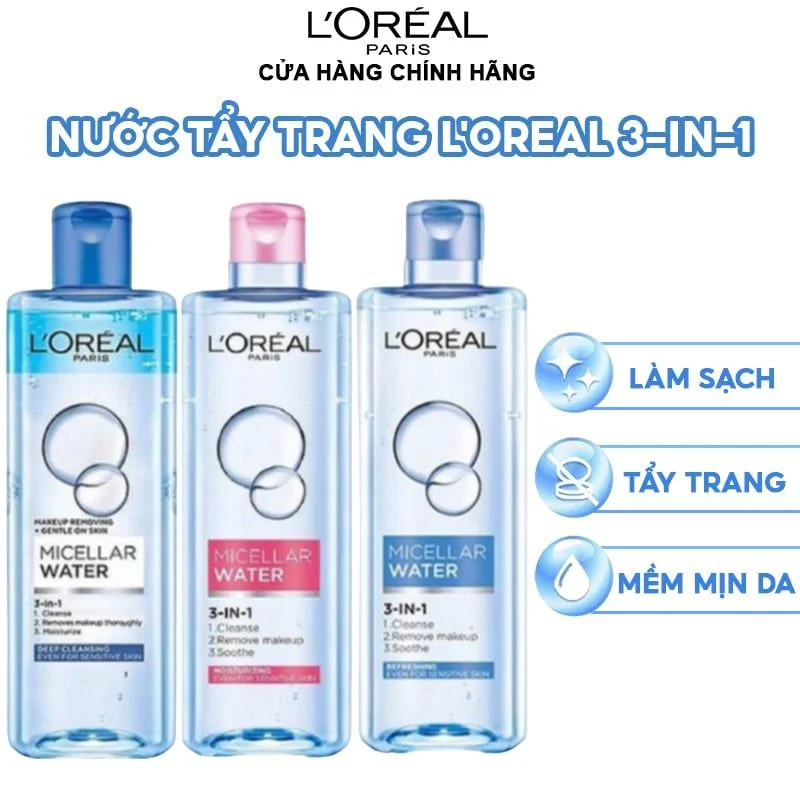 L'ORÉAL
PARIS
CỬA HÀNG CHÍNH HÃNG
NƯỚC TẨY TRANG L'OREAL 3-IN-1
L'ORÉAL
PARIS
MAKEUP REMOVING
+ GENTLE ON SKIN
MICELLAR
WATER
3-in-1
1. Cleanse
2. Removes makeup thoroughly
3. Moisturize
DEEP CLEANSING
EVEN FOR SENSITIVE SKIN
L'ORÉAL
PARIS
MICELLAR
WATER
3-IN-1
1.Cleanse
2.Remove makeup
3.Soothe
MOISTURIZING
EVEN FOR SENSITIVE SKIN
L'ORÉAL
PARIS
MICELLAR
WATER
3-IN-1
1.Cleanse
2.Remove makeup
3.Soothe
REFRESHING
EVEN FOR SENSITIVE SKIN
LÀM SẠCH
TẨY TRANG
MỀM MỊN DA